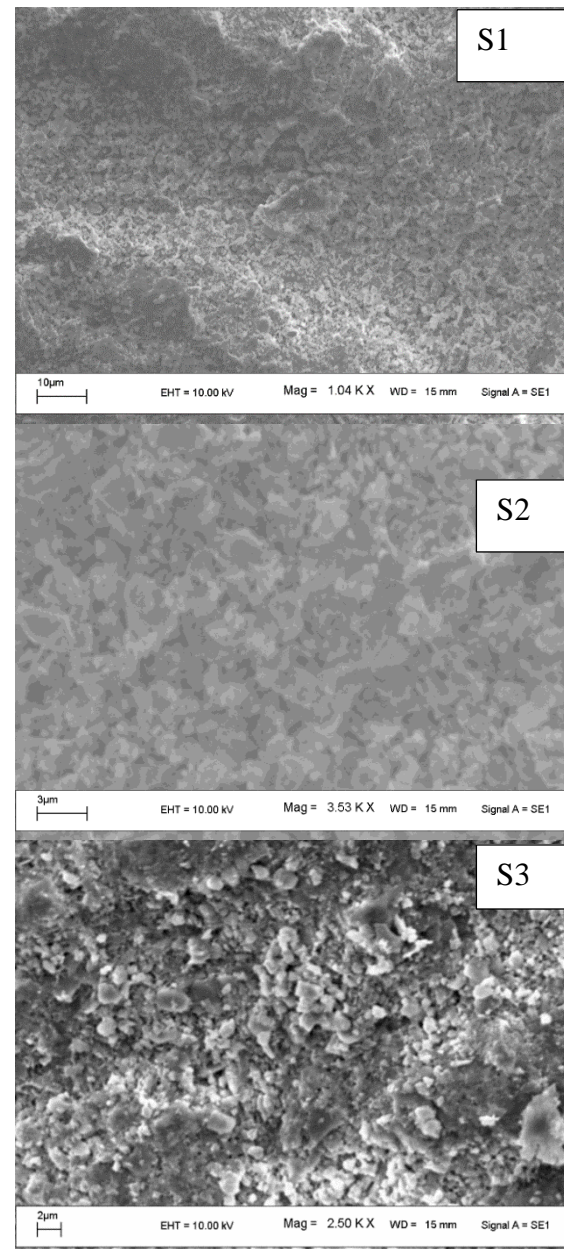 S1
10µm EHT = 10.00 kV Mag = 1.04 K X WD = 15 mm Signal A = SE1
S2
3µm EHT = 10.00 kV Mag = 3.53 K X WD = 15 mm Signal A = SE1
S3
2µm EHT = 10.00 kV Mag = 2.50 K X WD = 15 mm Signal A = SE1